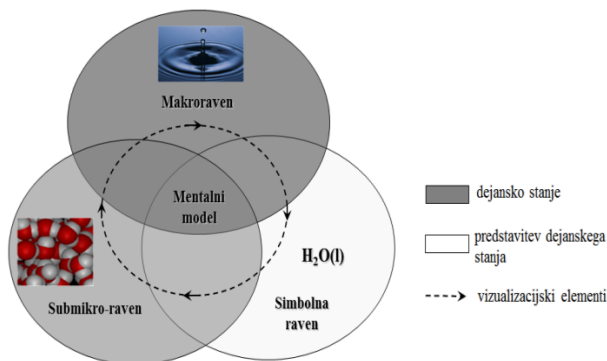 Makroraven
Mentalni
model
H₂O(l)
Submikro-raven
Simbolna
raven
dejansko stanje
predstavitev dejanskega
stanja
vizualizacijski elementi